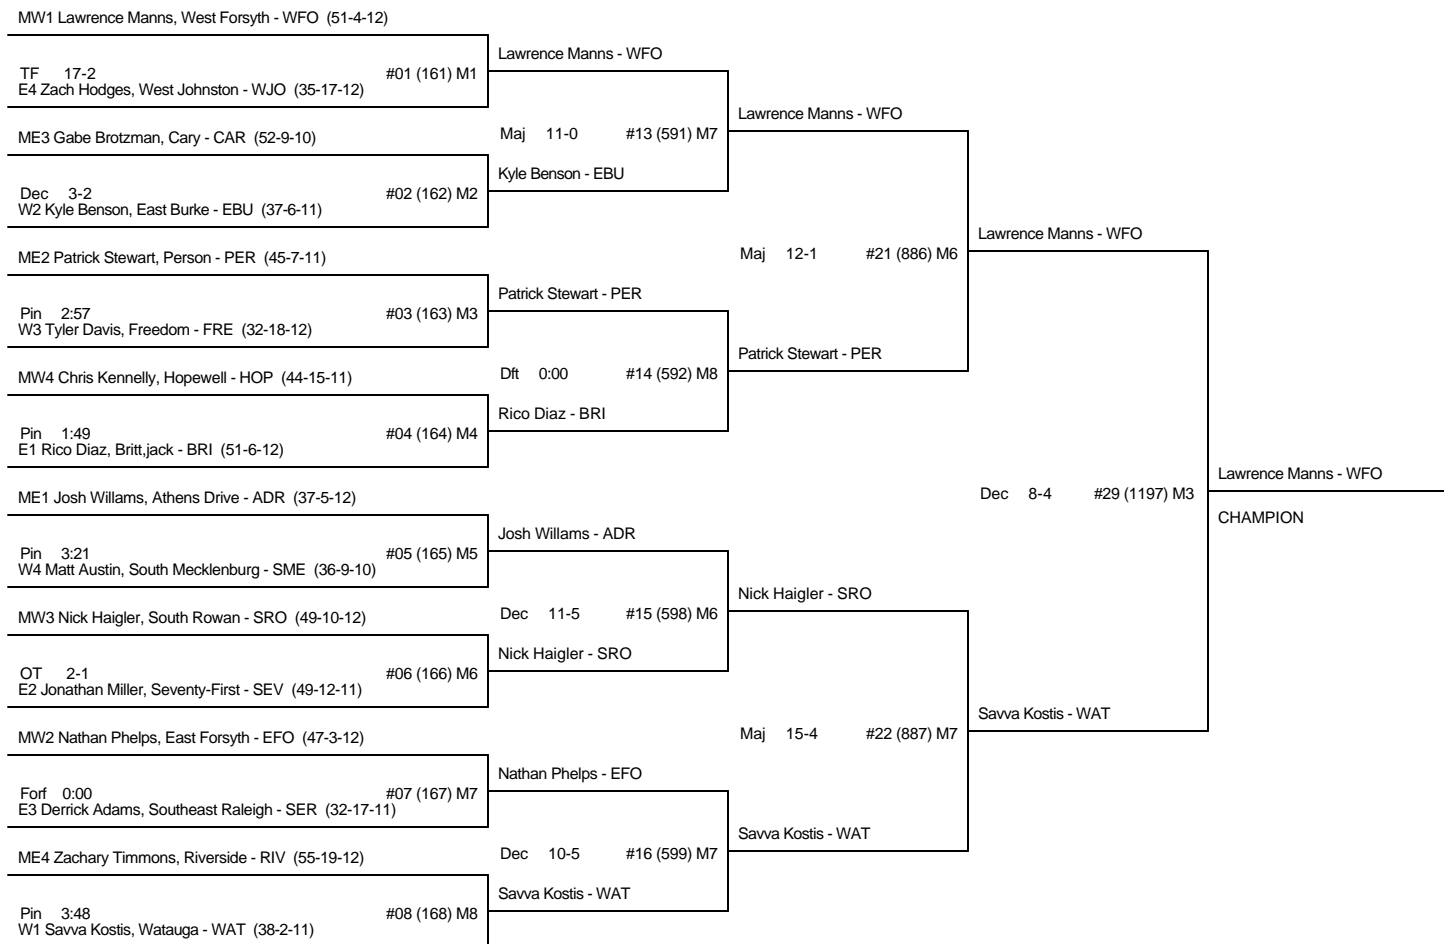 MW1 Lawrence Manns, West Forsyth - WFO (51-4-12)
Lawrence Manns - WFO
TF 17-2 #01 (161) M1
E4 Zach Hodges, West Johnston - WJO (35-17-12)
Lawrence Manns - WFO
ME3 Gabe Brotzman, Cary - CAR (52-9-10)
Maj 11-0 #13 (591) M7
Kyle Benson - EBU
Dec 3-2 #02 (162) M2
W2 Kyle Benson, East Burke - EBU (37-6-11)
Lawrence Manns - WFO
ME2 Patrick Stewart, Person - PER (45-7-11)
Maj 12-1 #21 (886) M6
Patrick Stewart - PER
Pin 2:57 #03 (163) M3
W3 Tyler Davis, Freedom - FRE (32-18-12)
Patrick Stewart - PER
MW4 Chris Kennelly, Hopewell - HOP (44-15-11)
Dft 0:00 #14 (592) M8
Rico Diaz - BRI
Pin 1:49 #04 (164) M4
E1 Rico Diaz, Britt,jack - BRI (51-6-12)
Lawrence Manns - WFO
ME1 Josh Willams, Athens Drive - ADR (37-5-12)
Dec 8-4 #29 (1197) M3
CHAMPION
Josh Willams - ADR
Pin 3:21 #05 (165) M5
W4 Matt Austin, South Mecklenburg - SME (36-9-10)
Nick Haigler - SRO
MW3 Nick Haigler, South Rowan - SRO (49-10-12)
Dec 11-5 #15 (598) M6
Nick Haigler - SRO
OT 2-1 #06 (166) M6
E2 Jonathan Miller, Seventy-First - SEV (49-12-11)
Savva Kostis - WAT
MW2 Nathan Phelps, East Forsyth - EFO (47-3-12)
Maj 15-4 #22 (887) M7
Nathan Phelps - EFO
Forf 0:00 #07 (167) M7
E3 Derrick Adams, Southeast Raleigh - SER (32-17-11)
Savva Kostis - WAT
ME4 Zachary Timmons, Riverside - RIV (55-19-12)
Dec 10-5 #16 (599) M7
Savva Kostis - WAT
Pin 3:48 #08 (168) M8
W1 Savva Kostis, Watauga - WAT (38-2-11)